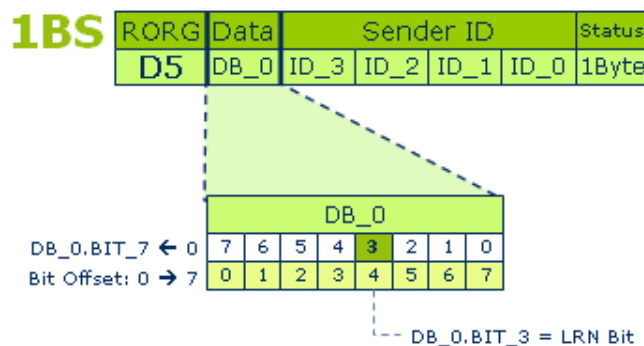 1BS RORG Data Sender ID Status
D5 DB_0 ID_3 ID_2 ID_1 ID_0 1Byte
DB_0
DB_0.BIT_7 ← 0 7 6 5 4 3 2 1 0
Bit Offset: 0 → 7 0 1 2 3 4 5 6 7
DB_0.BIT_3 = LRN Bit